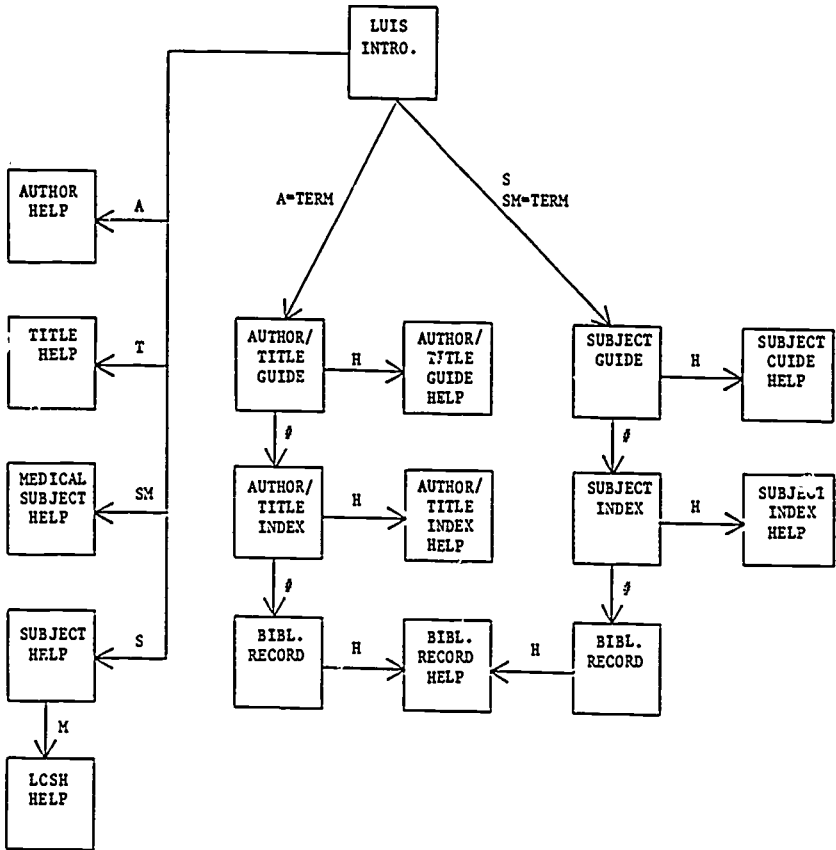 LUIS
INTRO.
A=TERM
S
SM=TERM
AUTHOR
HELP
A
TITLE
HELP
T
MEDICAL
SUBJECT
HELP
SM
SUBJECT
HELP
S
M
LCSH
HELP
AUTHOR/
TITLE
GUIDE
H
AUTHOR/
TITLE
GUIDE
HELP
#
AUTHOR/
TITLE
INDEX
H
AUTHOR/
TITLE
INDEX
HELP
#
BIBL.
RECORD
H
BIBL.
RECORD
HELP
H
SUBJECT
GUIDE
H
SUBJECT
CUIDE
HELP
#
SUBJECT
INDEX
H
SUBJECT
INDEX
HELP
#
BIBL.
RECORD